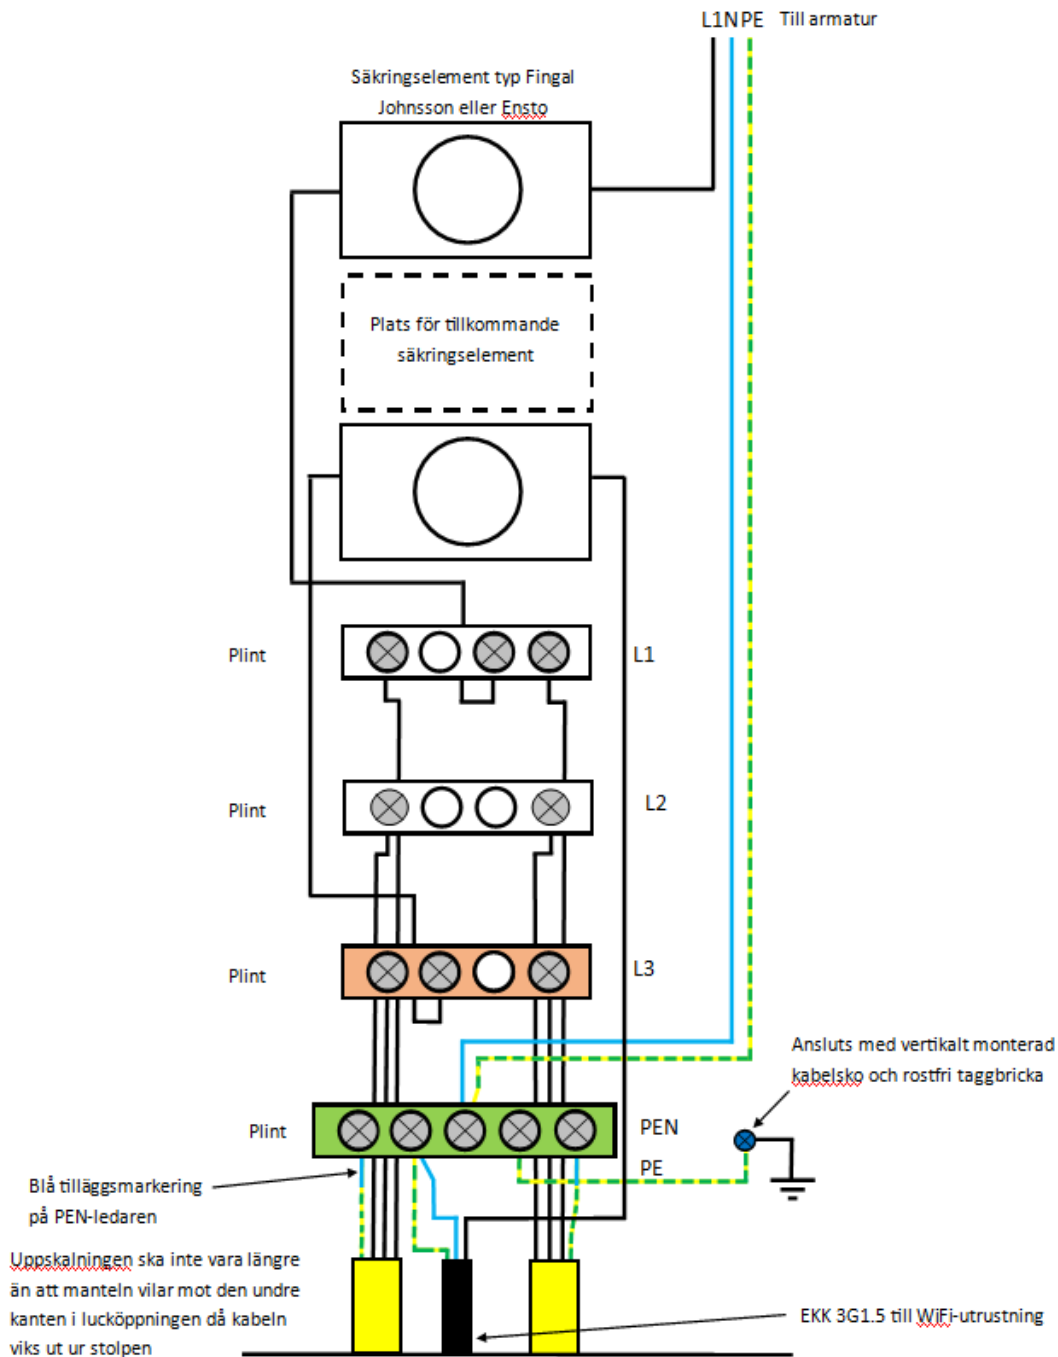 L1NPE Till armatur
Säkringselement typ Fingal
Johnsson eller Ensto
Plats för tillkommande
säkringselement
Plint
L1
Plint
L2
Plint
L3
Ansluts med vertikalt monterad
kabelsko och rostfri taggbricka
Plint
PEN
PE
Blå tilläggsmarkering
på PEN-ledaren
Uppskalningen ska inte vara längre
än att manteln vilar mot den undre
kanten i lucköppningen då kabeln
viks ut ur stolpen
EKK 3G1.5 till WiFi-utrustning